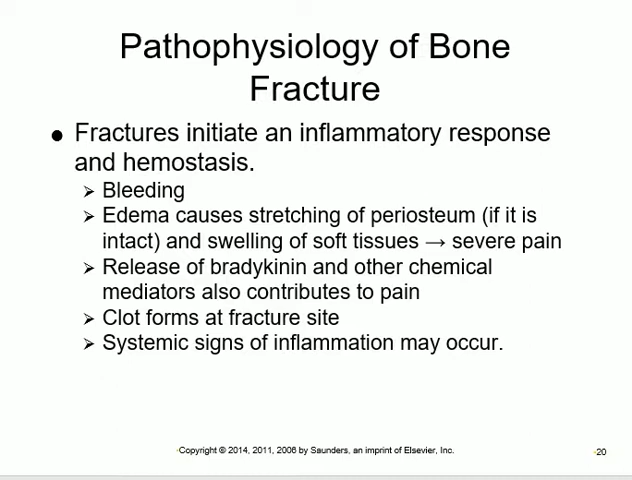 Pathophysiology of Bone
Fracture
● Fractures initiate an inflammatory response
and hemostasis.
➢ Bleeding
➢ Edema causes stretching of periosteum (if it is
intact) and swelling of soft tissues → severe pain
➢ Release of bradykinin and other chemical
mediators also contributes to pain
➢ Clot forms at fracture site
➢ Systemic signs of inflammation may occur.
Copyright © 2014, 2011, 2006 by Saunders, an imprint of Elsevier, Inc.
20